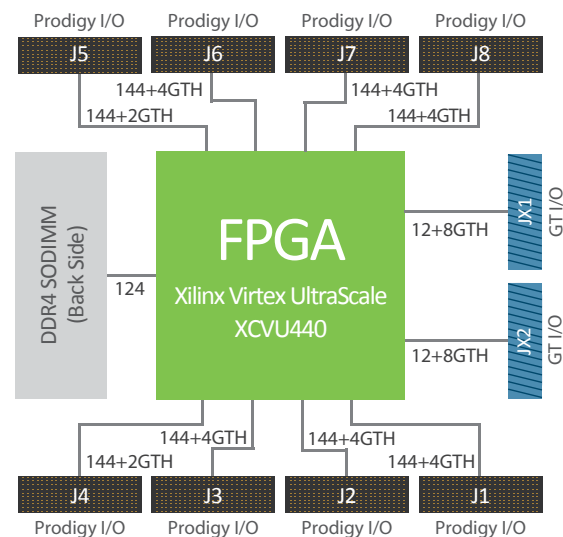 Prodigy I/O Prodigy I/O Prodigy I/O Prodigy I/O
J5 J6 J7 J8
144+4GTH 144+4GTH
144+2GTH 144+4GTH
DDR4 SODIMM
(Back Side)
124
FPGA
Xilinx Virtex UltraScale
XCVU440
12+8GTH
JX1
GT I/O
12+8GTH
JX2
GT I/O
144+4GTH 144+4GTH
144+2GTH 144+4GTH
J4 J3 J2 J1
Prodigy I/O Prodigy I/O Prodigy I/O Prodigy I/O